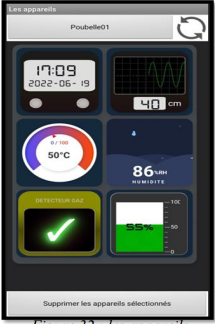 Les appareils
Poubelle01
17:09
2022-06-19
40 cm
0 / 100
50°C
86%RH
HUMIDITE
DETECTEUR GAZ
100
55%
50
0
Supprimer les appareils sélectionnés